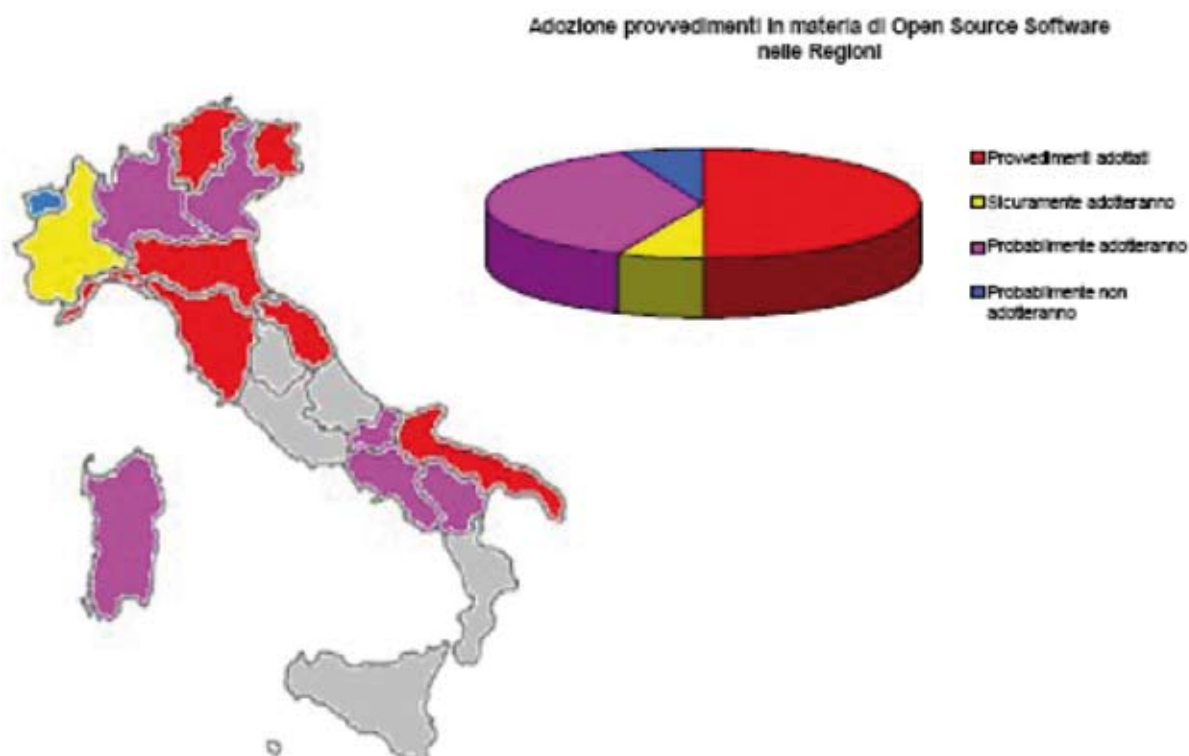 Adozione provvedimenti in materia di Open Source Software
nelle Regioni
Provvedimenti adottati
Sicuramente adotteranno
Probabilmente adotteranno
Probabilmente non
adotteranno